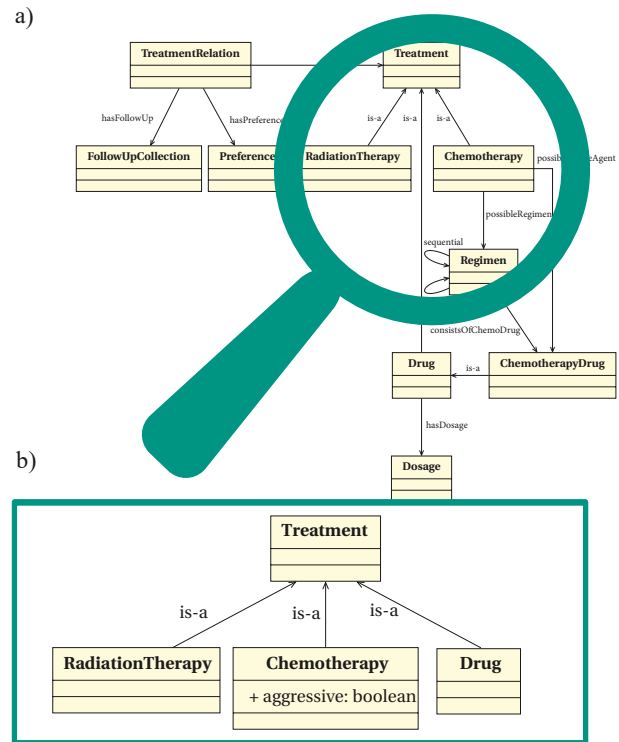 a)
TreatmentRelation
Treatment
hasFollowUp
hasPreference
is-a
is-a
is-a
FollowUpCollection
Preference
RadiationTherapy
Chemotherapy
possibleRegimen
sequential
Regimen
consistsOfChemoDrug
Drug
is-a
ChemotherapyDrug
hasDosage
b)
Dosage
Treatment
is-a
is-a
is-a
RadiationTherapy
Chemotherapy
Drug
+ aggressive: boolean